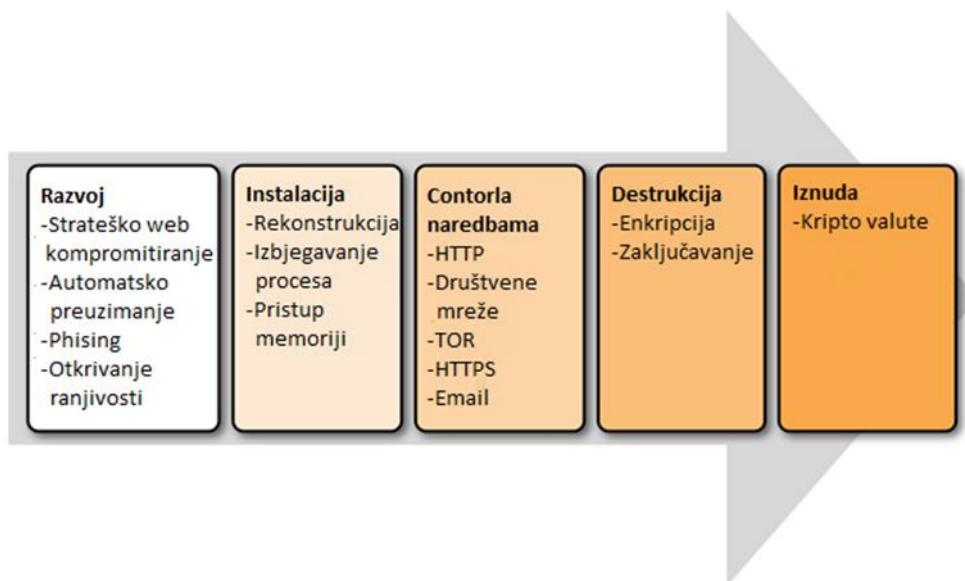 Razvoj
-Strateško web
kompromitiranje
-Automatsko
preuzimanje
-Phising
-Otkrivanje
ranjivosti
Instalacija
-Rekonstrukcija
-Izbjegavanje
procesa
-Pristup
memoriji
Contorla
naredbama
-HTTP
-Društvene
mreže
-TOR
-HTTPS
-Email
Destrukcija
-Enkripcija
-Zaključavanje
Iznuda
-Kripto valute